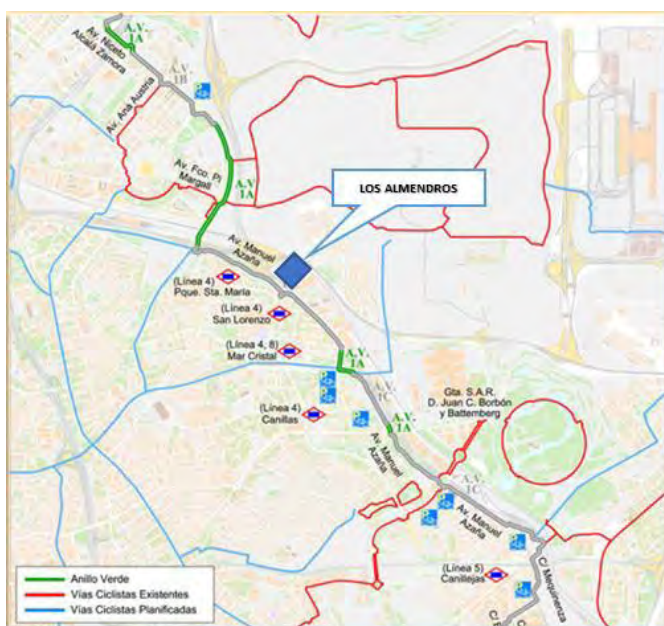 A.V.
1A
Av. Niceto
Alcalá Zamora
A.V.
1B
Av. Ana Austria
Av. Fco. Pi
Margall
A.V.
1A
LOS ALMENDROS
Av. Manuel
Azaña
(Línea 4)
Pque. Sta. María
(Línea 4)
San Lorenzo
(Línea 4, 8)
Mar Cristal
A.V.
1A
A.V.
1C
Gta. S.A.R.
D. Juan C. Borbón
y Battemberg
(Línea 4)
Canillas
A.V.
1A
Av. Manuel
Azaña
A.V.
1C
Av. Manuel
Azaña
(Línea 5)
Canillejas
C/ Mequinenza
Anillo Verde
Vías Ciclistas Existentes
Vías Ciclistas Planificadas